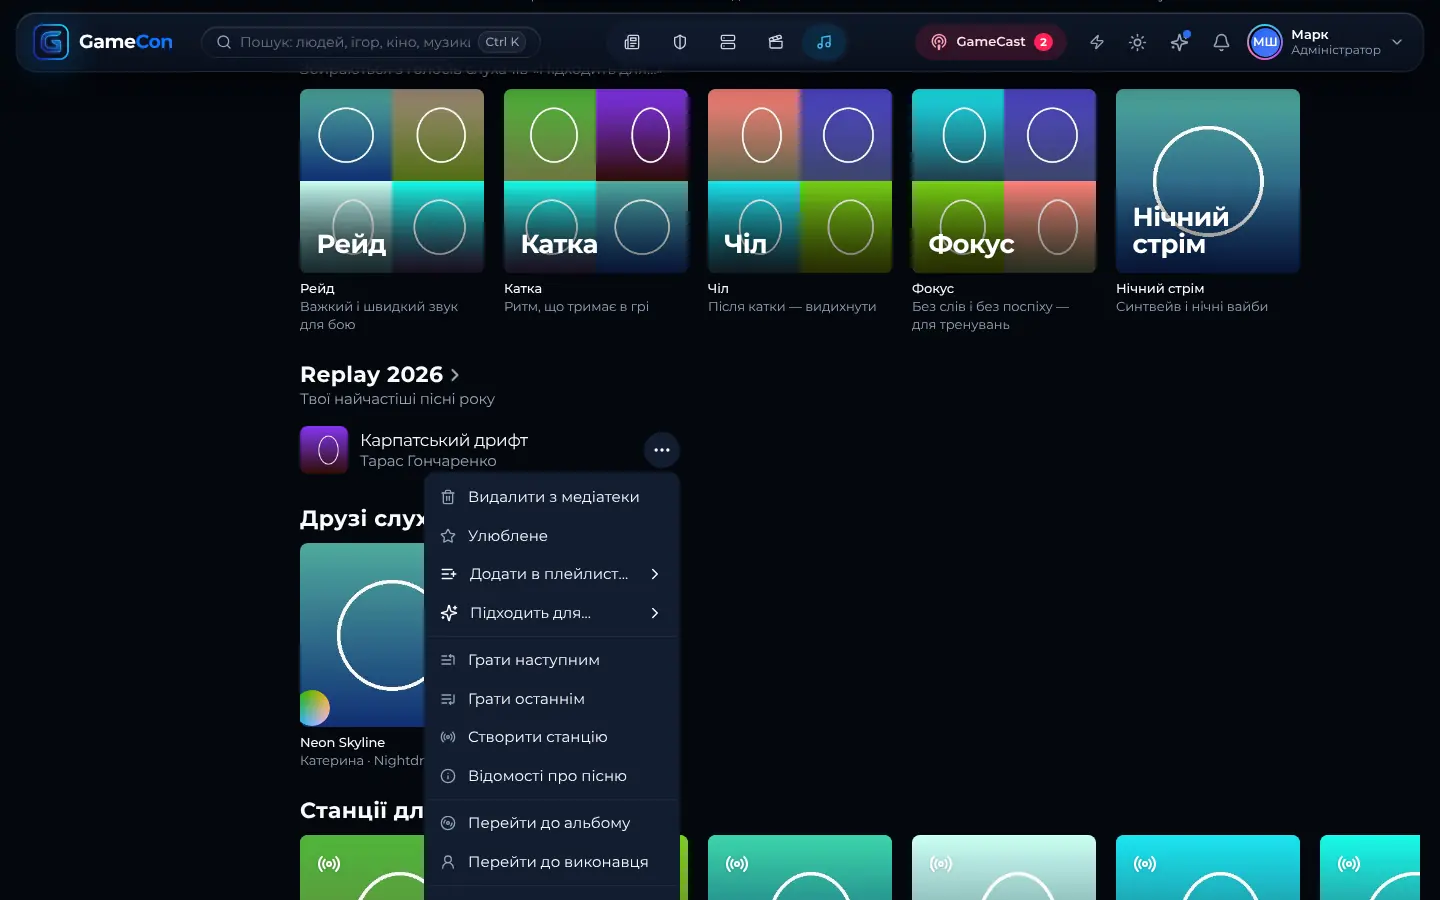 GameCon
Пошук: людей, ігор, кіно, музики
Ctrl K
GameCast 2
МШ
Марк
Адміністратор
Рейд
Катка
Чіл
Фокус
Нічний
стрім
Рейд
Важкий і швидкий звук
для бою
Катка
Ритм, що тримає в грі
Чіл
Після катки — видихнути
Фокус
Без слів і без поспіху —
для тренувань
Нічний стрім
Синтвейв і нічні вайби
Replay 2026
Твої найчастіші пісні року
Карпатський дрифт
Тарас Гончаренко
Видалити з медіатеки
Улюблене
Додати в плейлист...
Підходить для...
Грати наступним
Грати останнім
Створити станцію
Відомості про пісню
Перейти до альбому
Перейти до виконавця
Друзі слух
Neon Skyline
Катерина · Nightdr
Станції дл